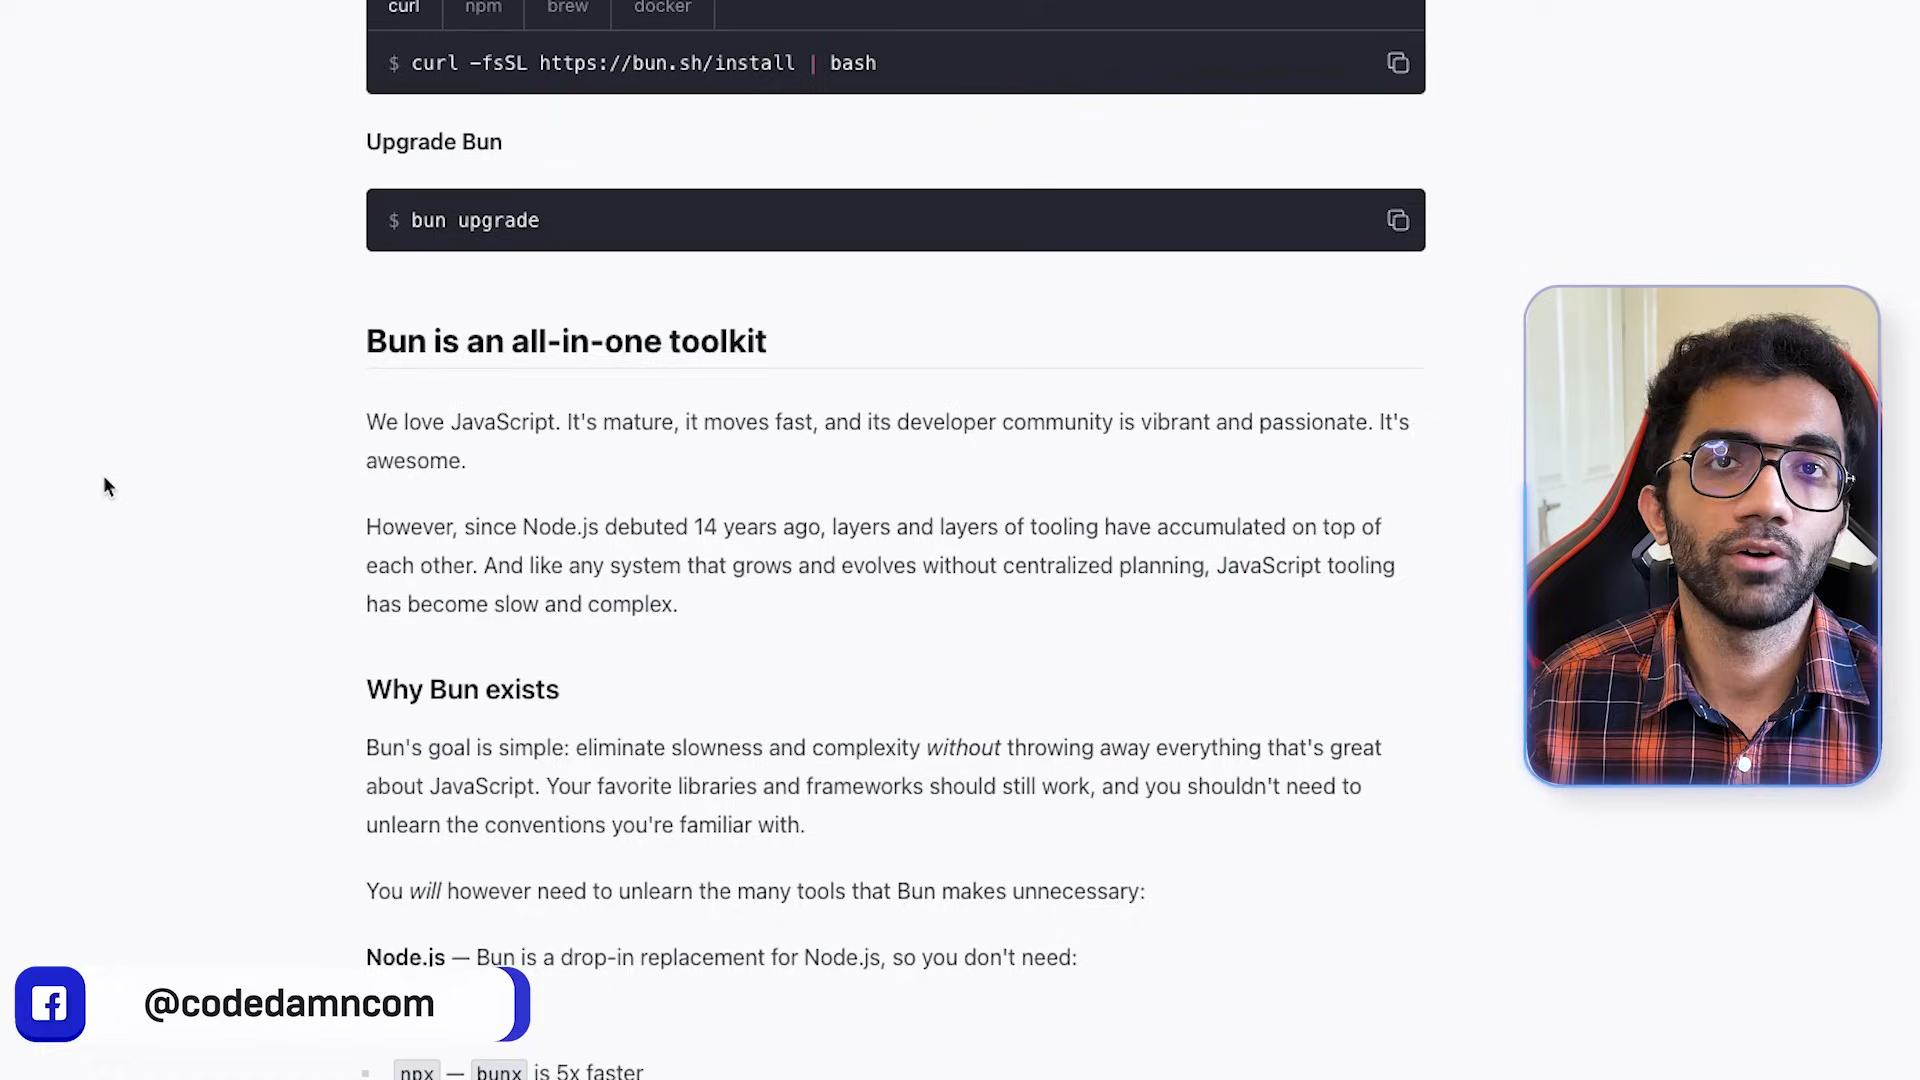 curl npm brew docker
$ curl -fsSL https://bun.sh/install | bash
Upgrade Bun
$ bun upgrade
Bun is an all-in-one toolkit
We love JavaScript. It's mature, it moves fast, and its developer community is vibrant and passionate. It's
awesome.
However, since Node.js debuted 14 years ago, layers and layers of tooling have accumulated on top of
each other. And like any system that grows and evolves without centralized planning, JavaScript tooling
has become slow and complex.
Why Bun exists
Bun's goal is simple: eliminate slowness and complexity without throwing away everything that's great
about JavaScript. Your favorite libraries and frameworks should still work, and you shouldn't need to
unlearn the conventions you're familiar with.
You will however need to unlearn the many tools that Bun makes unnecessary:
Node.js — Bun is a drop-in replacement for Node.js, so you don't need:
@codedamncom
npx — bunx is 5x faster